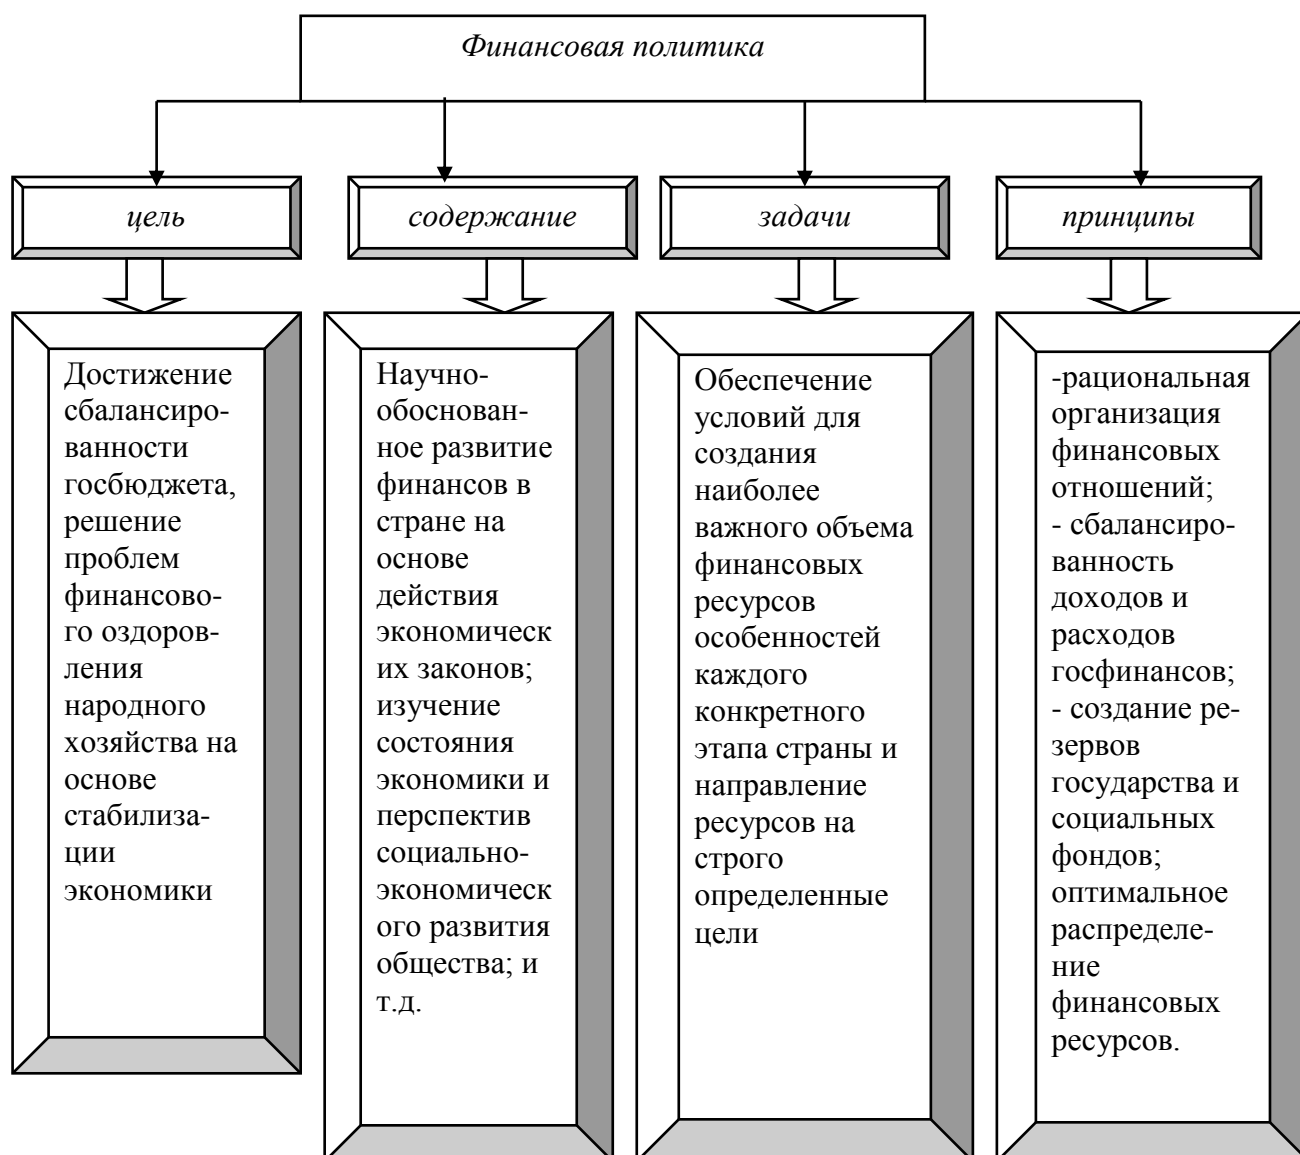 Финансовая политика
цель
содержание
задачи
принципы
Достижение
сбалансиро-
ванности
госбюджета,
решение
проблем
финансово-
го оздоров-
ления
народного
хозяйства на
основе
стабилиза-
ции
экономики
Научно-
обоснован-
ное развитие
финансов в
стране на
основе
действия
экономическ
их законов;
изучение
состояния
экономики и
перспектив
социально-
экономическ
ого развития
общества; и
т.д.
Обеспечение
условий для
создания
наиболее
важного объема
финансовых
ресурсов
особенностей
каждого
конкретного
этапа страны и
направление
ресурсов на
строго
определенные
цели
-рациональная
организация
финансовых
отношений;
- сбалансиро-
ванность
доходов и
расходов
госфинансов;
- создание ре-
зервов
государства и
социальных
фондов;
оптимальное
распределе-
ние
финансовых
ресурсов.